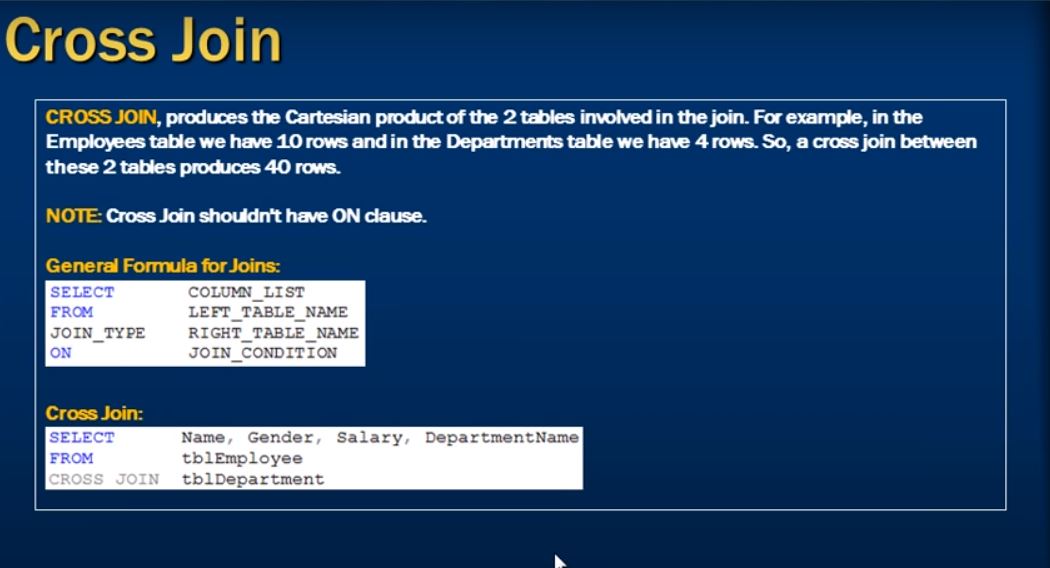 Cross Join
CROSS JOIN, produces the Cartesian product of the 2 tables involved in the join. For example, in the
Employees table we have 10 rows and in the Departments table we have 4 rows. So, a cross join between
these 2 tables produces 40 rows.
NOTE: Cross Join shouldn't have ON clause.
General Formula for Joins:
SELECT COLUMN_LIST
FROM LEFT_TABLE_NAME
JOIN_TYPE RIGHT_TABLE_NAME
ON JOIN_CONDITION
Cross Join:
SELECT Name, Gender, Salary, DepartmentName
FROM tblEmployee
CROSS JOIN tblDepartment